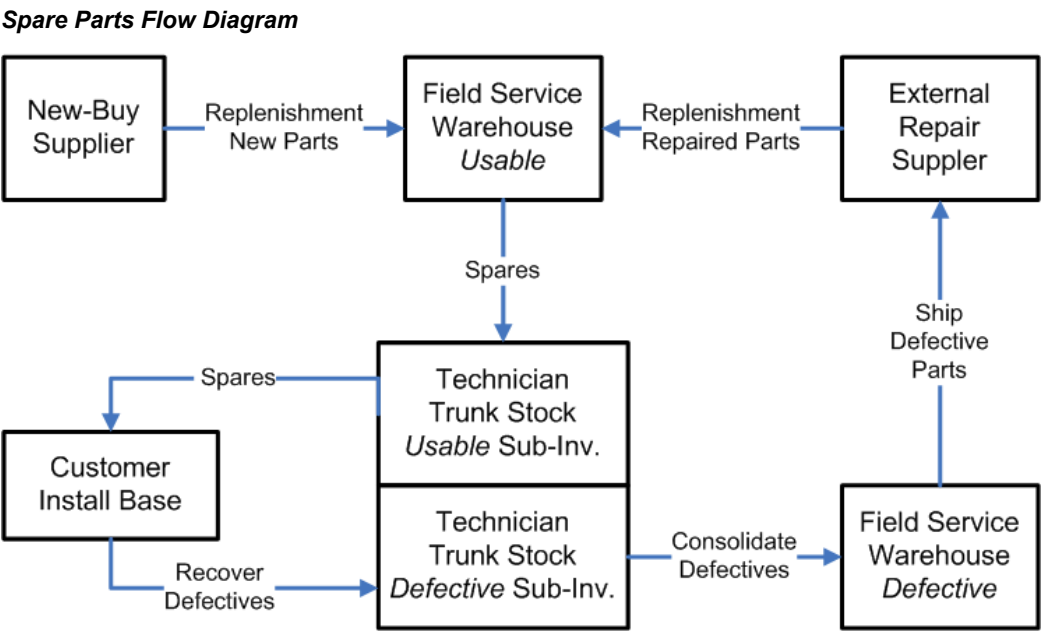 Spare Parts Flow Diagram
New-Buy
Supplier
Replenishment
New Parts
Field Service
Warehouse
Usable
Replenishment
Repaired Parts
External
Repair
Suppler
Spares
Ship
Defective
Parts
Spares
Technician
Trunk Stock
Usable Sub-Inv.
Customer
Install Base
Technician
Trunk Stock
Defective Sub-Inv.
Recover
Defectives
Consolidate
Defectives
Field Service
Warehouse
Defective